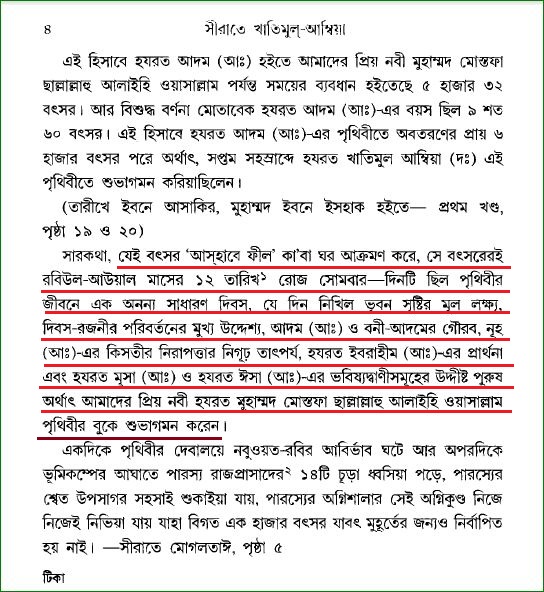 ৪ সীরাতে খাতিমুল-আম্বিয়া
এই হিসাবে হযরত আদম (আঃ) হইতে আমাদের প্রিয় নবী মুহাম্মদ মোস্তফা
ছাল্লাল্লাহু আলাইহি ওয়াসাল্লাম পর্যন্ত সময়ের ব্যবধান হইতেছে ৫ হাজার ৩২
বৎসর। আর বিশুদ্ধ বর্ণনা মোতাবেক হযরত আদম (আঃ)-এর বয়স ছিল ৯ শত
৬০ বৎসর। এই হিসাবে হযরত আদম (আঃ)-এর পৃথিবীতে অবতরণের প্রায় ৬
হাজার বৎসর পরে অর্থাৎ, সপ্তম সহস্রাব্দে হযরত খাতিমুল আম্বিয়া (দঃ) এই
পৃথিবীতে শুভাগমন করিয়াছিলেন।
(তারীখে ইবনে আসাকির, মুহাম্মদ ইবনে ইসহাক হইতে— প্রথম খণ্ড,
পৃষ্ঠা ১৯ ও ২০)
সারকথা, যেই বৎসর ‘আস্‌হাবে ফীল’ কা’বা ঘর আক্রমণ করে, সে বৎসরেরই
রবিউল-আউয়াল মাসের ১২ তারিখ১ রোজ সোমবার—দিনটি ছিল পৃথিবীর
জীবনে এক অনন্য সাধারণ দিবস, যে দিন নিখিল ভুবন সৃষ্টির মূল লক্ষ্য,
দিবস-রজনীর পরিবর্তনের মুখ্য উদ্দেশ্য, আদম (আঃ) ও বনী-আদমের গৌরব, নূহ
(আঃ)-এর কিসতীর নিরাপত্তার নিগূঢ় তাৎপর্য, হযরত ইবরাহীম (আঃ)-এর প্রার্থনা
এবং হযরত মূসা (আঃ) ও হযরত ঈসা (আঃ)-এর ভবিষ্যদ্বাণীসমূহের উদ্দীষ্ট পুরুষ
অর্থাৎ আমাদের প্রিয় নবী হযরত মুহাম্মদ মোস্তফা ছাল্লাল্লাহু আলাইহি ওয়াসাল্লাম
পৃথিবীর বুকে শুভাগমন করেন।
একদিকে পৃথিবীর দেবালয়ে নবুওয়ত-রবির আবির্ভাব ঘটে আর অপরদিকে
ভূমিকম্পের আঘাতে পারস্য রাজপ্রাসাদের২ ১৪টি চূড়া ধ্বসিয়া পড়ে, পারস্যের
শ্বেত উপসাগর সহসাই শুকাইয়া যায়, পারস্যের অগ্নিশালার সেই অগ্নিকুণ্ড নিজে
নিজেই নিভিয়া যায় যাহা বিগত এক হাজার বৎসর যাবৎ মুহূর্তের জন্যও নির্বাপিত
হয় নাই। —সীরাতে মোগলতাঈ, পৃষ্ঠা ৫
টিকা